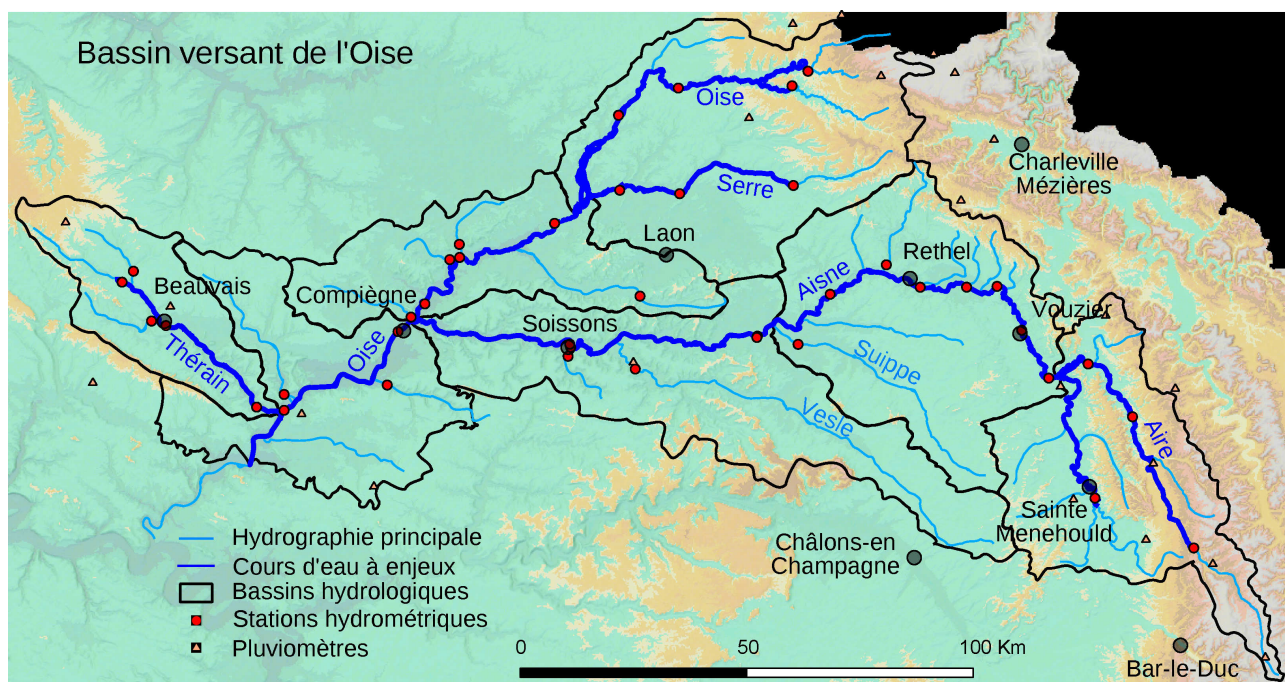 Bassin versant de l'Oise
Oise
Charleville
Mézières
Serre
Laon
Rethel
Aisne
Beauvais
Compiègne
Vouzier
Soissons
Oise
Thérain
Suippe
Vesle
Aire
Sainte
Menehould
Châlons-en
Champagne
Hydrographie principale
Cours d'eau à enjeux
Bassins hydrologiques
Stations hydrométriques
Pluviomètres
0 50 100 Km
Bar-le-Duc